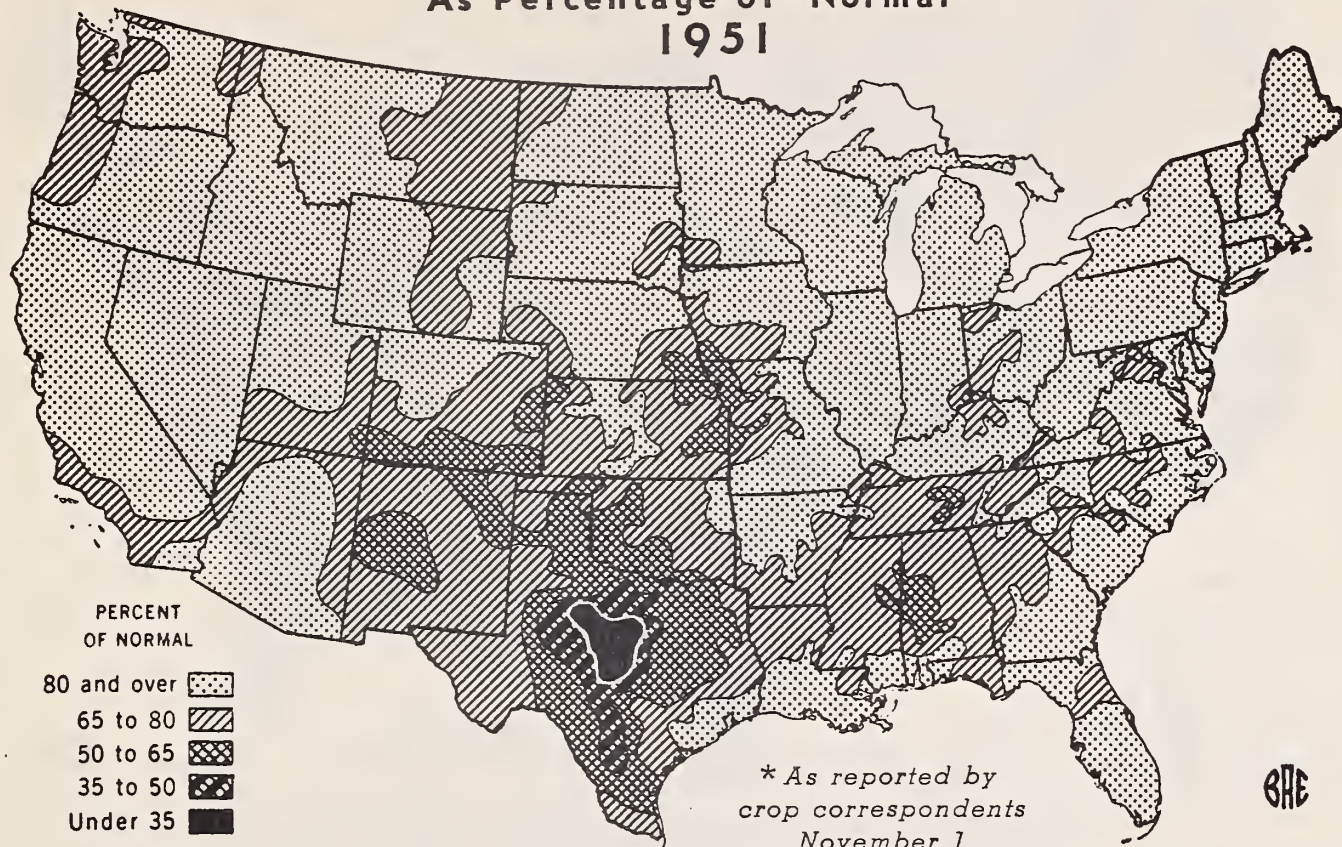 As Percentage of Normal
1951
PERCENT
OF NORMAL
80 and over
65 to 80
50 to 65
35 to 50
Under 35
* As reported by
crop correspondents
November 1
BAE